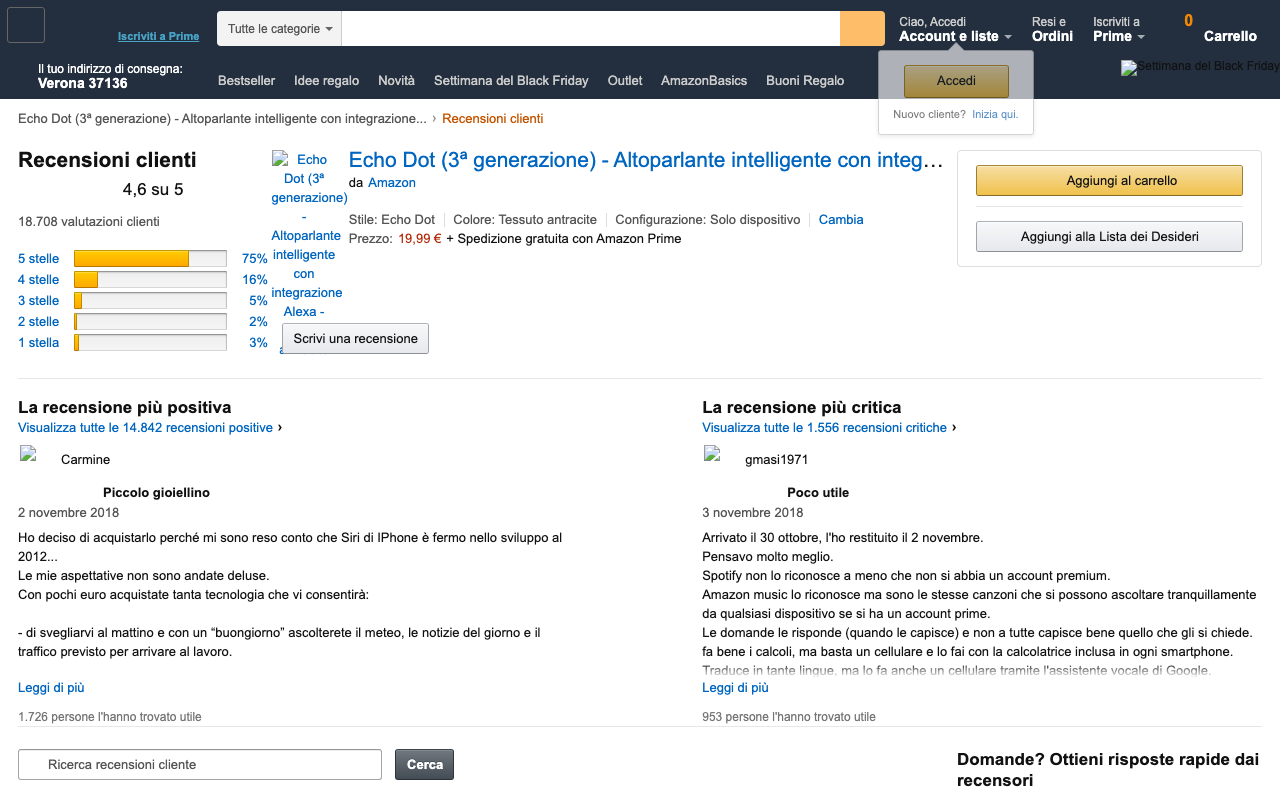 Iscriviti a Prime
Tutte le categorie
Ciao, Accedi
Account e liste
Resi e
Ordini
Iscriviti a
Prime
0
Carrello
Il tuo indirizzo di consegna:
Verona 37136
Bestseller Idee regalo Novità Settimana del Black Friday Outlet AmazonBasics Buoni Regalo
Settimana del Black Friday
Accedi
Nuovo cliente? Inizia qui.
Echo Dot (3ª generazione) - Altoparlante intelligente con integrazione... › Recensioni clienti
Recensioni clienti
4,6 su 5
18.708 valutazioni clienti
5 stelle 75%
4 stelle 16%
3 stelle 5%
2 stelle 2%
1 stella 3%
Echo
Dot (3ª
generazione)
-
Altoparlante
intelligente
con
integrazione
Alexa -
Echo Dot (3ª generazione) - Altoparlante intelligente con integ…
da Amazon
Stile: Echo Dot Colore: Tessuto antracite Configurazione: Solo dispositivo Cambia
Prezzo: 19,99 € + Spedizione gratuita con Amazon Prime
Scrivi una recensione
Aggiungi al carrello
Aggiungi alla Lista dei Desideri
La recensione più positiva
Visualizza tutte le 14.842 recensioni positive ›
Carmine
Piccolo gioiellino
2 novembre 2018
Ho deciso di acquistarlo perché mi sono reso conto che Siri di IPhone è fermo nello sviluppo al
2012...
Le mie aspettative non sono andate deluse.
Con pochi euro acquistate tanta tecnologia che vi consentirà:
- di svegliarvi al mattino e con un “buongiorno” ascolterete il meteo, le notizie del giorno e il
traffico previsto per arrivare al lavoro.
Leggi di più
1.726 persone l'hanno trovato utile
La recensione più critica
Visualizza tutte le 1.556 recensioni critiche ›
gmasi1971
Poco utile
3 novembre 2018
Arrivato il 30 ottobre, l'ho restituito il 2 novembre.
Pensavo molto meglio.
Spotify non lo riconosce a meno che non si abbia un account premium.
Amazon music lo riconosce ma sono le stesse canzoni che si possono ascoltare tranquillamente
da qualsiasi dispositivo se si ha un account prime.
Le domande le risponde (quando le capisce) e non a tutte capisce bene quello che gli si chiede.
fa bene i calcoli, ma basta un cellulare e lo fai con la calcolatrice inclusa in ogni smartphone.
Traduce in tante lingue, ma lo fa anche un cellulare tramite l'assistente vocale di Google.
Leggi di più
953 persone l'hanno trovato utile
Ricerca recensioni cliente
Cerca
Domande? Ottieni risposte rapide dai
recensori